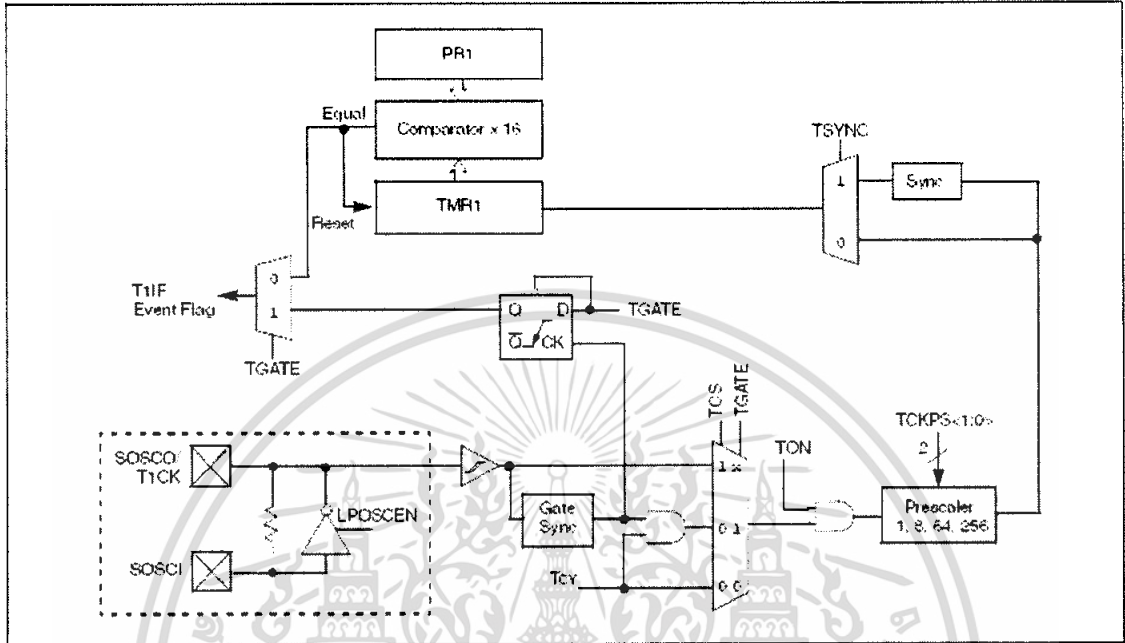 PR1
Equal
Comparator x 16
TSYNC
1
Sync
TMR1
Reset
0
0
T1IF
Event Flag
1
Q
D
TGATE
Q
CK
TGATE
TCS
TGATE
TCKPS<1:0>
SOSCO/
T1CK
1 x
TON
2
LPOSCEN
Gate
Sync
0 1
Prescaler
1, 8, 64, 256
SOSCI
TCY
0 0